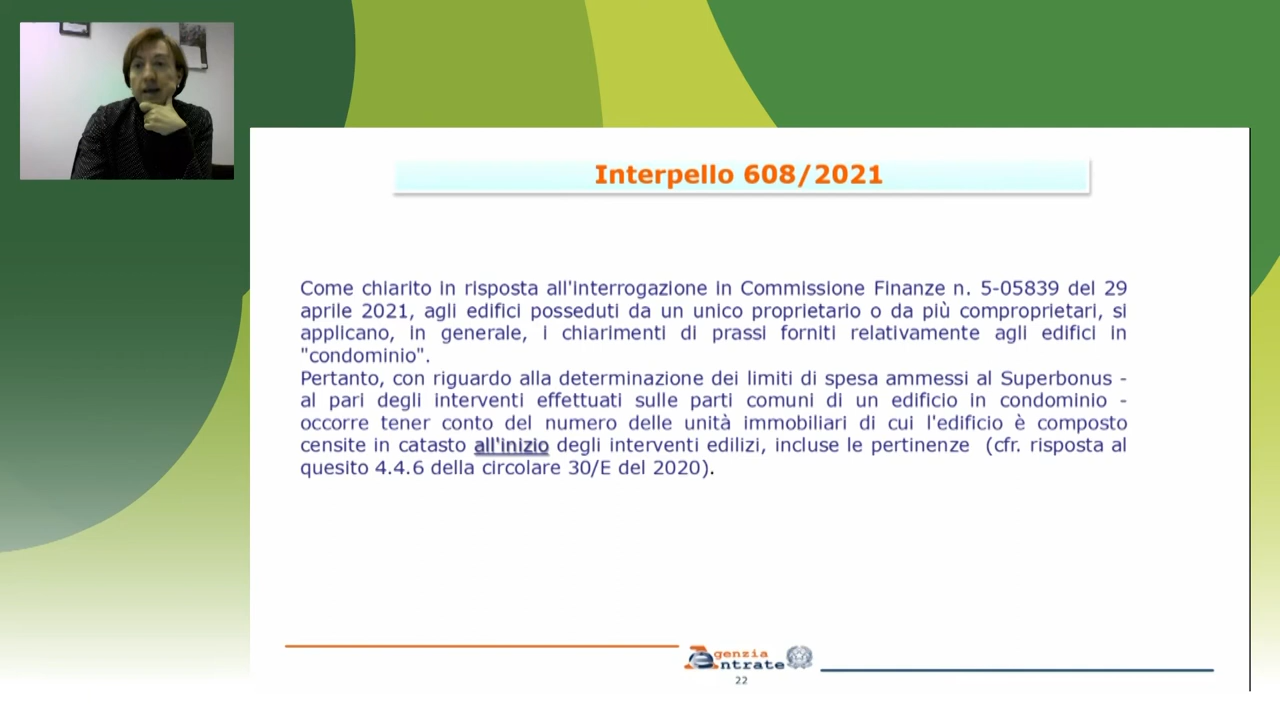 Interpello 608/2021
Come chiarito in risposta all'interrogazione in Commissione Finanze n. 5-05839 del 29
aprile 2021, agli edifici posseduti da un unico proprietario o da più comproprietari, si
applicano, in generale, i chiarimenti di prassi forniti relativamente agli edifici in
"condominio".
Pertanto, con riguardo alla determinazione dei limiti di spesa ammessi al Superbonus -
al pari degli interventi effettuati sulle parti comuni di un edificio in condominio -
occorre tener conto del numero delle unità immobiliari di cui l'edificio è composto
censite in catasto all'inizio degli interventi edilizi, incluse le pertinenze (cfr. risposta al
quesito 4.4.6 della circolare 30/E del 2020).
genzia
ntrate
22